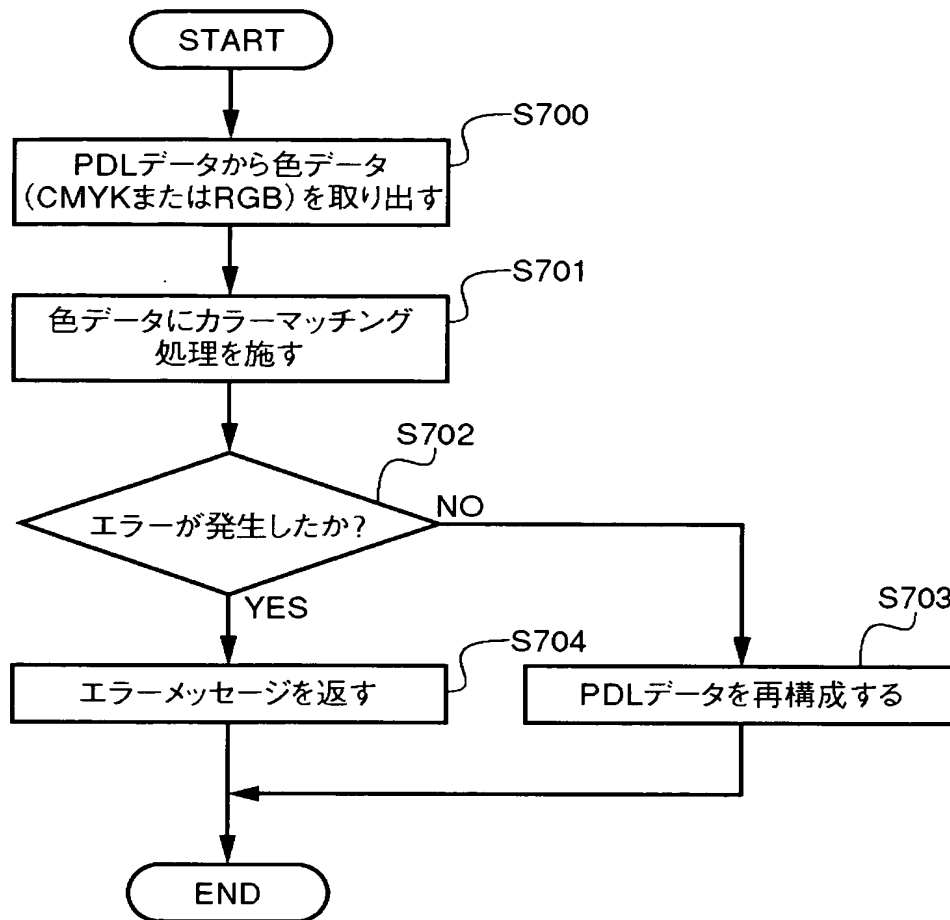 START
S700
PDLデータから色データ
(CMYKまたはRGB)を取り出す
S701
色データにカラーマッチング
処理を施す
S702
エラーが発生したか?
NO
YES
S703
S704
エラーメッセージを返す
PDLデータを再構成する
END